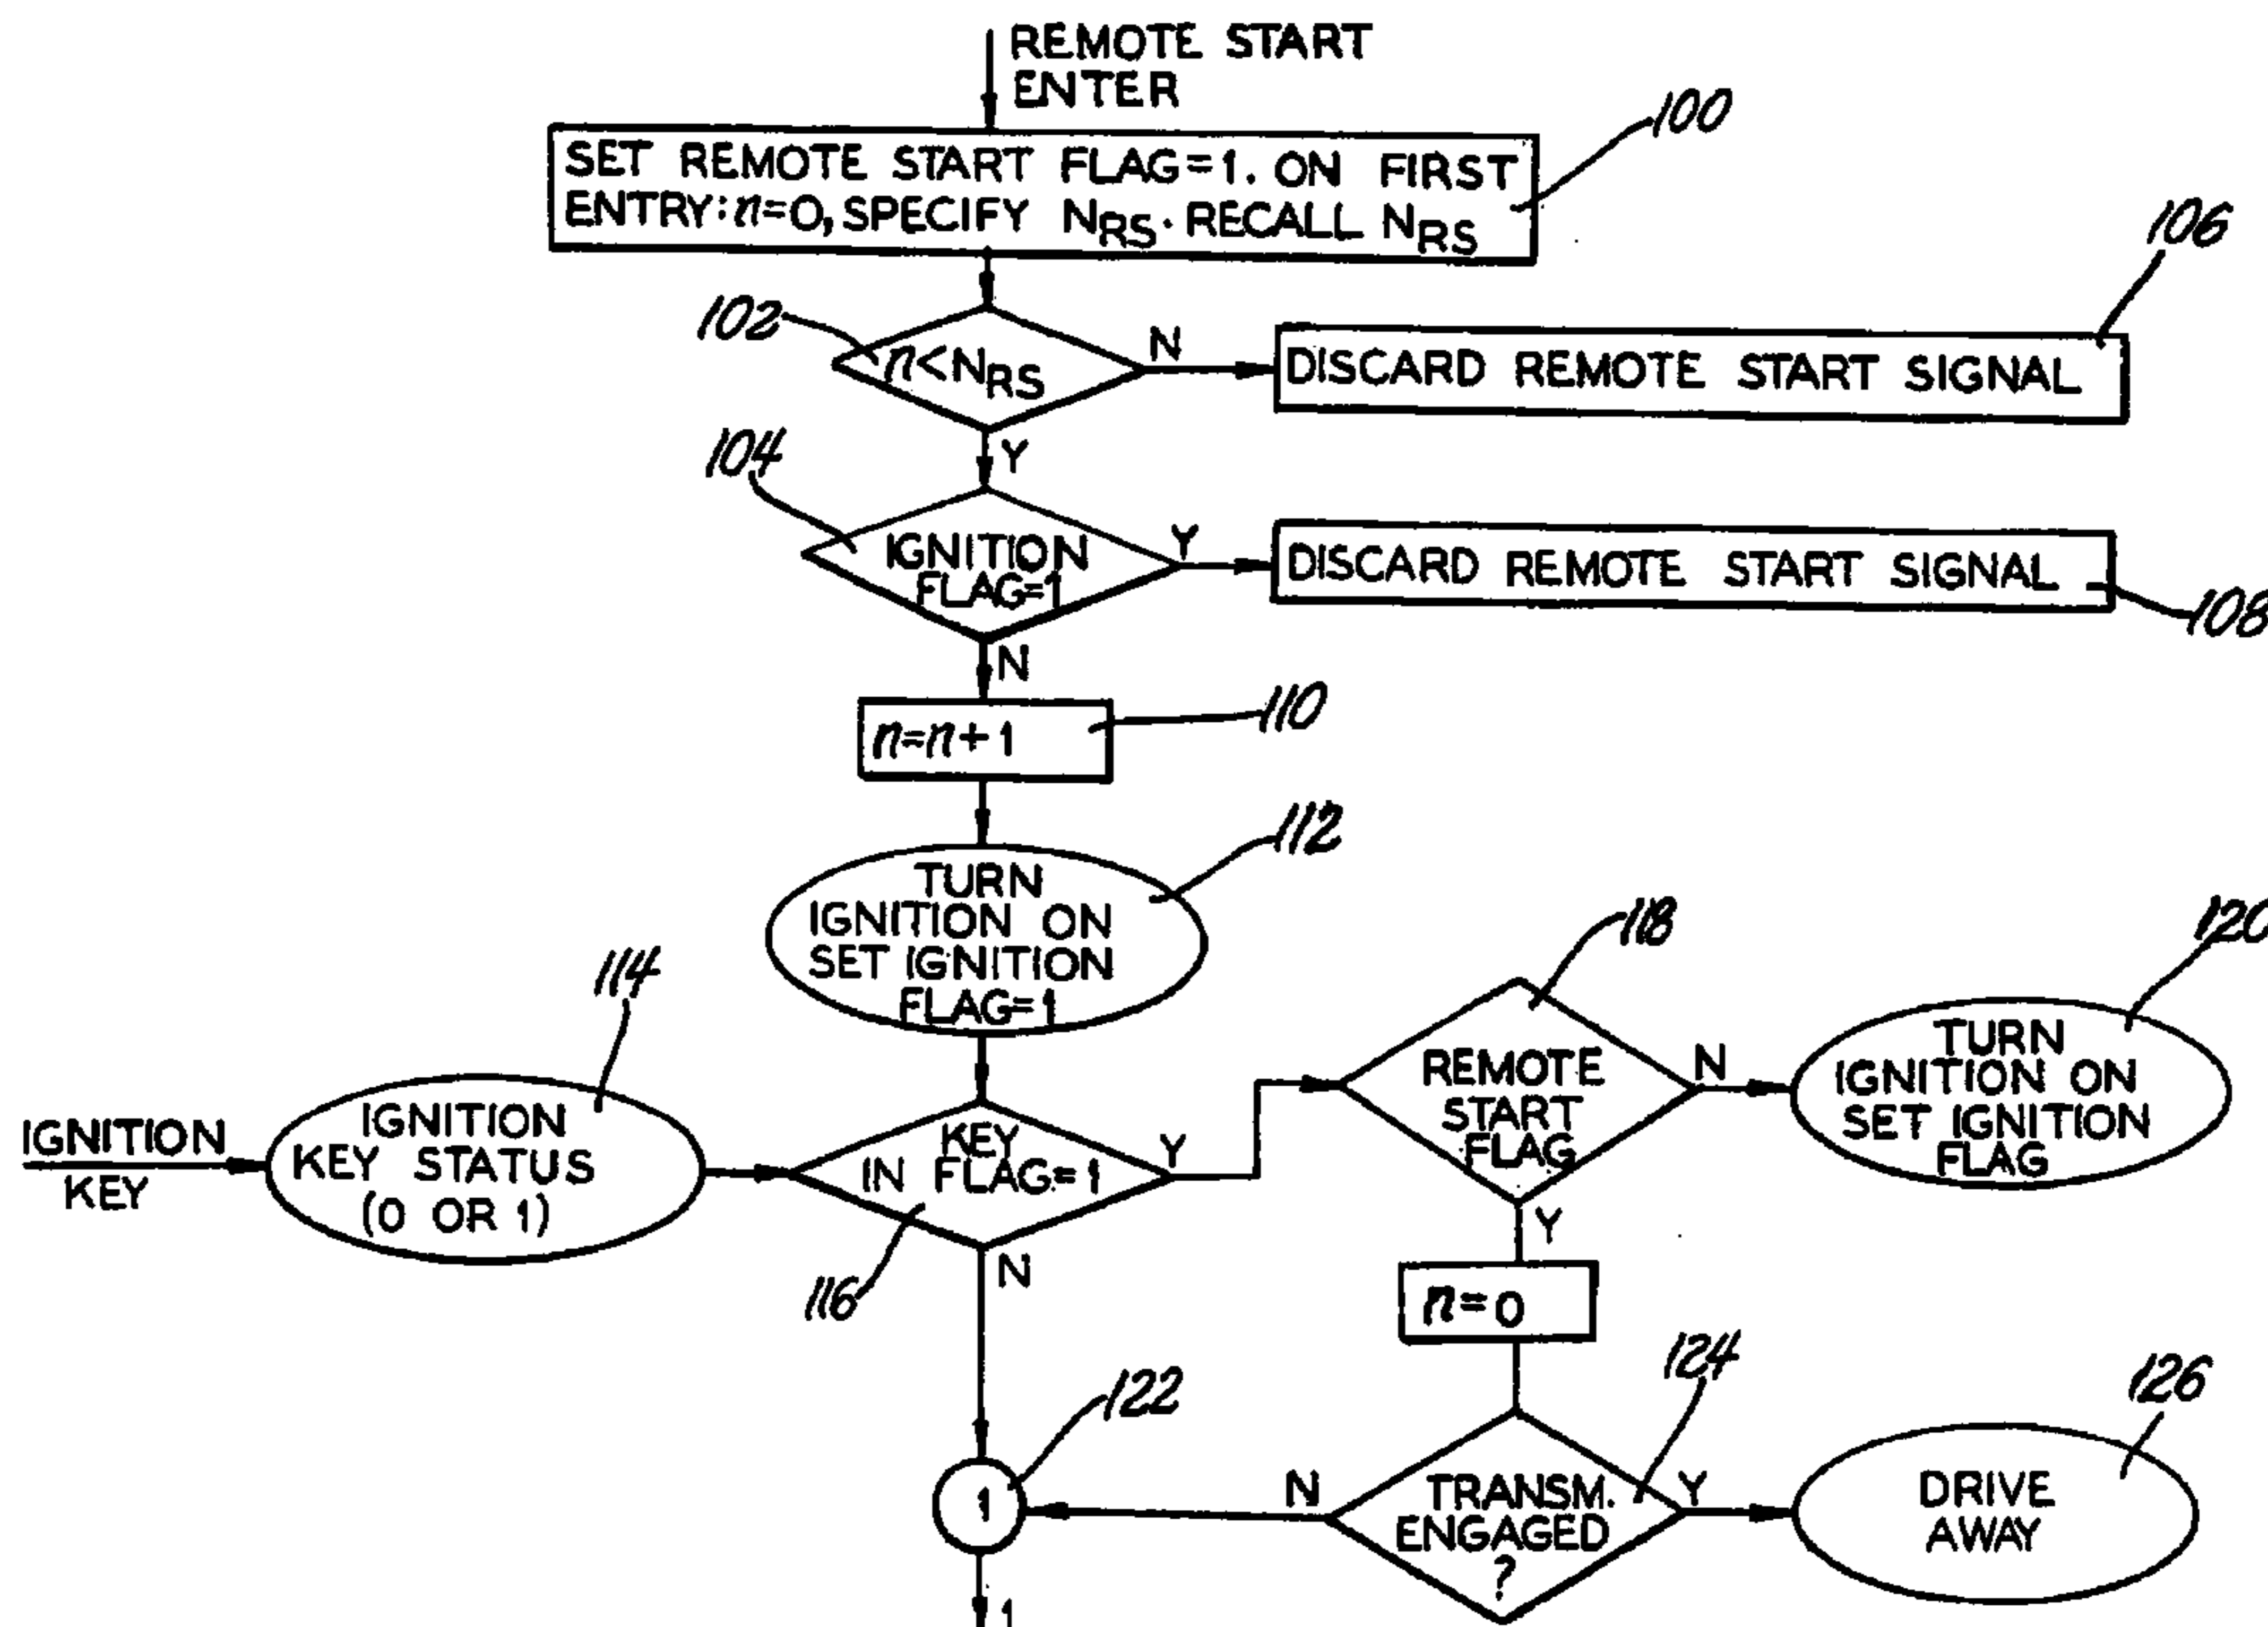 REMOTE START
ENTER
100
SET REMOTE START FLAG=1. ON FIRST
ENTRY: n=0, SPECIFY NRS. RECALL NRS
106
102
n<NRS
N
DISCARD REMOTE START SIGNAL
Y
104
IGNITION
FLAG=1
Y
DISCARD REMOTE START SIGNAL
108
N
110
n=n+1
112
TURN
IGNITION ON
SET IGNITION
FLAG=1
114
IGNITION
KEY
IGNITION
KEY STATUS
(0 OR 1)
KEY
IN FLAG=1
Y
116
N
118
REMOTE
START
FLAG
N
120
TURN
IGNITION ON
SET IGNITION
FLAG
Y
n=0
122
1
1
124
N
TRANSM.
ENGAGED
?
Y
126
DRIVE
AWAY